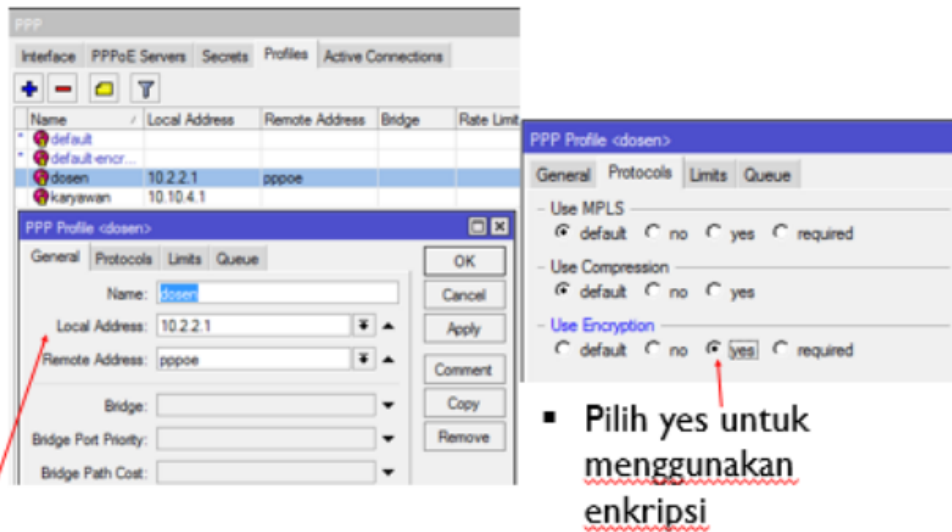 PPP
Interface PPPoE Servers Secrets Profiles Active Connections
Name / Local Address Remote Address Bridge Rate Limit
* default
* default-encr...
dosen 10.2.2.1 pppoe
karyawan 10.10.4.1
PPP Profile <dosen>
General Protocols Limits Queue
Name: dosen
Local Address: 10.2.2.1
Remote Address: pppoe
Bridge:
Bridge Port Priority:
Bridge Path Cost:
OK
Cancel
Apply
Comment
Copy
Remove
PPP Profile <dosen>
General Protocols Limits Queue
Use MPLS
default no yes required
Use Compression
default no yes
Use Encryption
default no yes required
▪ Pilih yes untuk
menggunakan
enkripsi